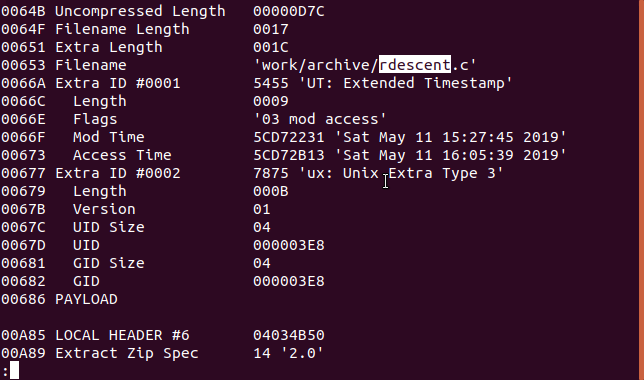 0064B Uncompressed Length   00000D7C
0064F Filename Length       0017
00651 Extra Length          001C
00653 Filename              'work/archive/rdescent.c'
0066A Extra ID #0001        5455 'UT: Extended Timestamp'
0066C   Length              0009
0066E   Flags               '03 mod access'
0066F   Mod Time            5CD72231 'Sat May 11 15:27:45 2019'
00673   Access Time         5CD72B13 'Sat May 11 16:05:39 2019'
00677 Extra ID #0002        7875 'ux: Unix Extra Type 3'
00679   Length              000B
0067B   Version             01
0067C   UID Size            04
0067D   UID                 000003E8
00681   GID Size            04
00682   GID                 000003E8
00686 PAYLOAD

00A85 LOCAL HEADER #6       04034B50
00A89 Extract Zip Spec      14 '2.0'
: